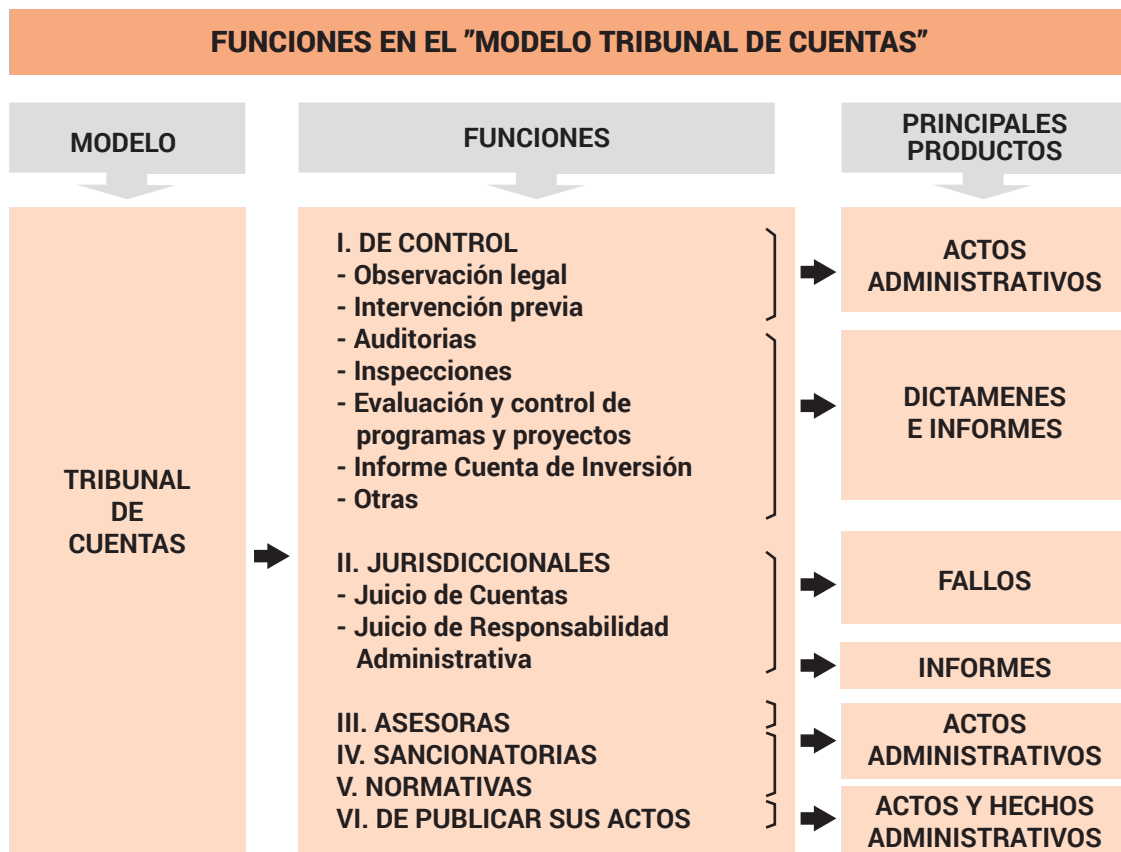 FUNCIONES EN EL "MODELO TRIBUNAL DE CUENTAS"
MODELO
FUNCIONES
PRINCIPALES
PRODUCTOS
TRIBUNAL
DE
CUENTAS
I. DE CONTROL
- Observación legal
- Intervención previa
- Auditorias
- Inspecciones
- Evaluación y control de
programas y proyectos
- Informe Cuenta de Inversión
- Otras
II. JURISDICCIONALES
- Juicio de Cuentas
- Juicio de Responsabilidad
Administrativa
III. ASESORAS
IV. SANCIONATORIAS
V. NORMATIVAS
VI. DE PUBLICAR SUS ACTOS
ACTOS
ADMINISTRATIVOS
DICTAMENES
E INFORMES
FALLOS
INFORMES
ACTOS
ADMINISTRATIVOS
ACTOS Y HECHOS
ADMINISTRATIVOS